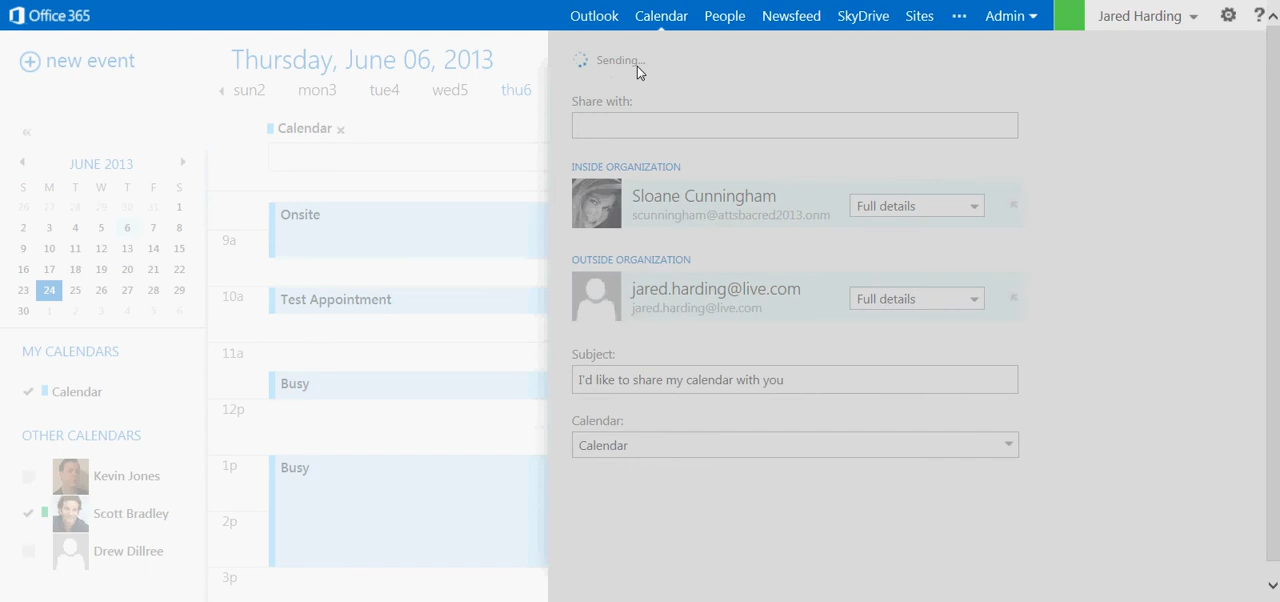 Office 365
Outlook Calendar People Newsfeed SkyDrive Sites ••• Admin Jared Harding ?
new event
Thursday, June 06, 2013
sun2 mon3 tue4 wed5 thu6
Calendar x
«
JUNE 2013
S M T W T F S
26 27 28 29 30 31 1
2 3 4 5 6 7 8
9 10 11 12 13 14 15
16 17 18 19 20 21 22
23 24 25 26 27 28 29
30 1 2 3 4 5 6
MY CALENDARS
Calendar
OTHER CALENDARS
Kevin Jones
Scott Bradley
Drew Dillree
Onsite
9a
10a
Test Appointment
11a
Busy
12p
1p
Busy
2p
3p
Sending...
Share with:
INSIDE ORGANIZATION
Sloane Cunningham
scunningham@attsbacred2013.onm
Full details
OUTSIDE ORGANIZATION
jared.harding@live.com
jared.harding@live.com
Full details
Subject:
I'd like to share my calendar with you
Calendar:
Calendar